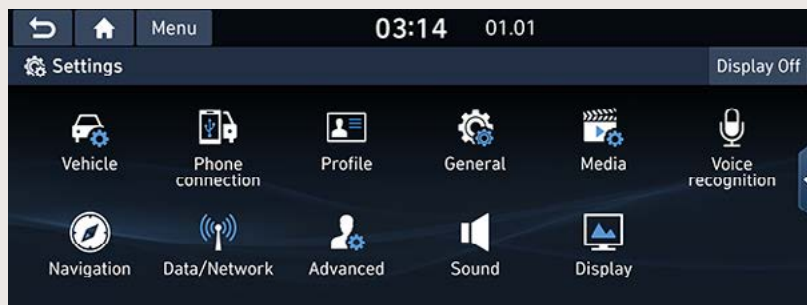 Menu
03:14 01.01
Settings
Display Off
Vehicle
Phone
connection
Profile
General
Media
Voice
recognition
Navigation
Data/Network
Advanced
Sound
Display